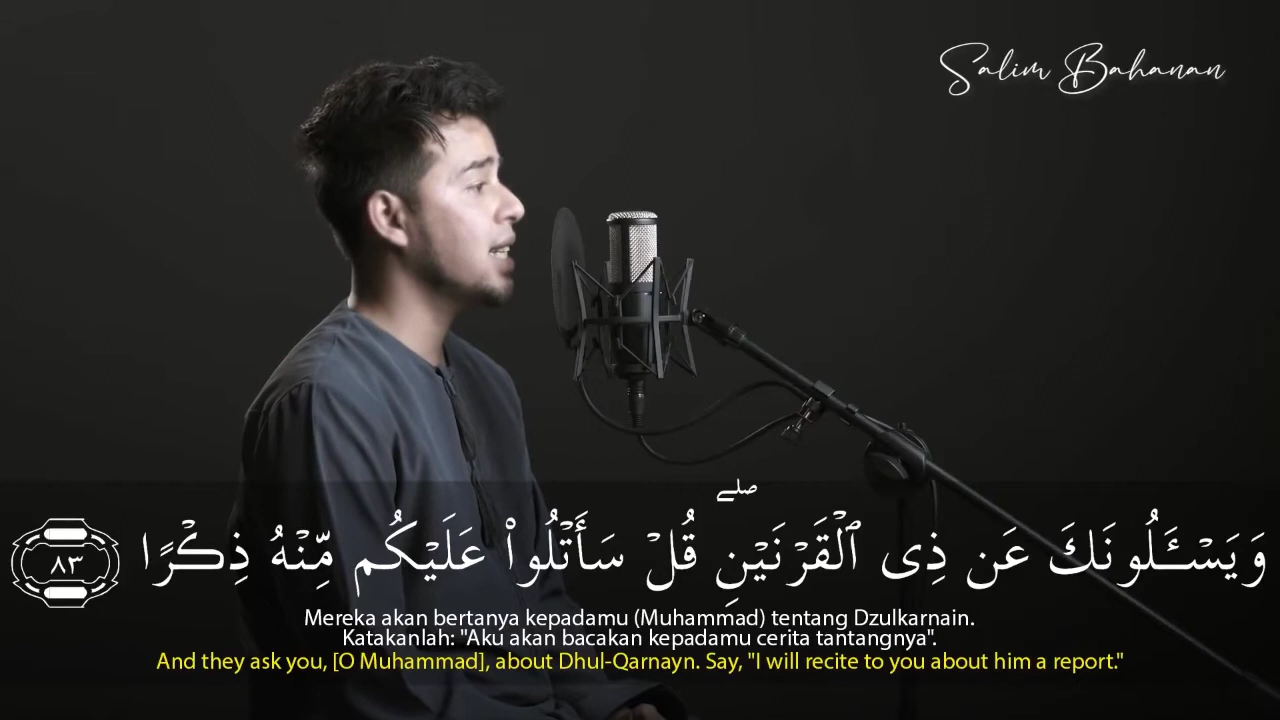 Salim Bahanan
صلے
وَيَسْـَٔلُونَكَ عَن ذِى ٱلْقَرْنَيْنِ قُلْ سَأَتْلُوا۟ عَلَيْكُم مِّنْهُ ذِكْرًا ٨٣
Mereka akan bertanya kepadamu (Muhammad) tentang Dzulkarnain.
Katakanlah: "Aku akan bacakan kepadamu cerita tantangnya".
And they ask you, [O Muhammad], about Dhul-Qarnayn. Say, "I will recite to you about him a report."